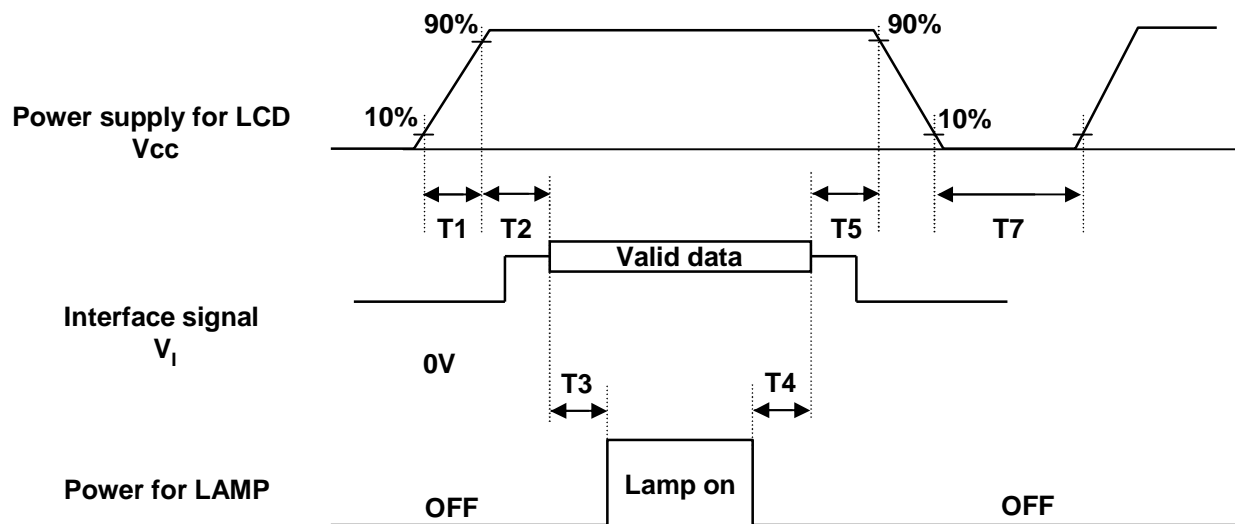 90%
90%
Power supply for LCD
Vcc
10%
10%
T1
T2
T5
T7
Valid data
Interface signal
VI
0V
T3
T4
Power for LAMP
OFF
Lamp on
OFF